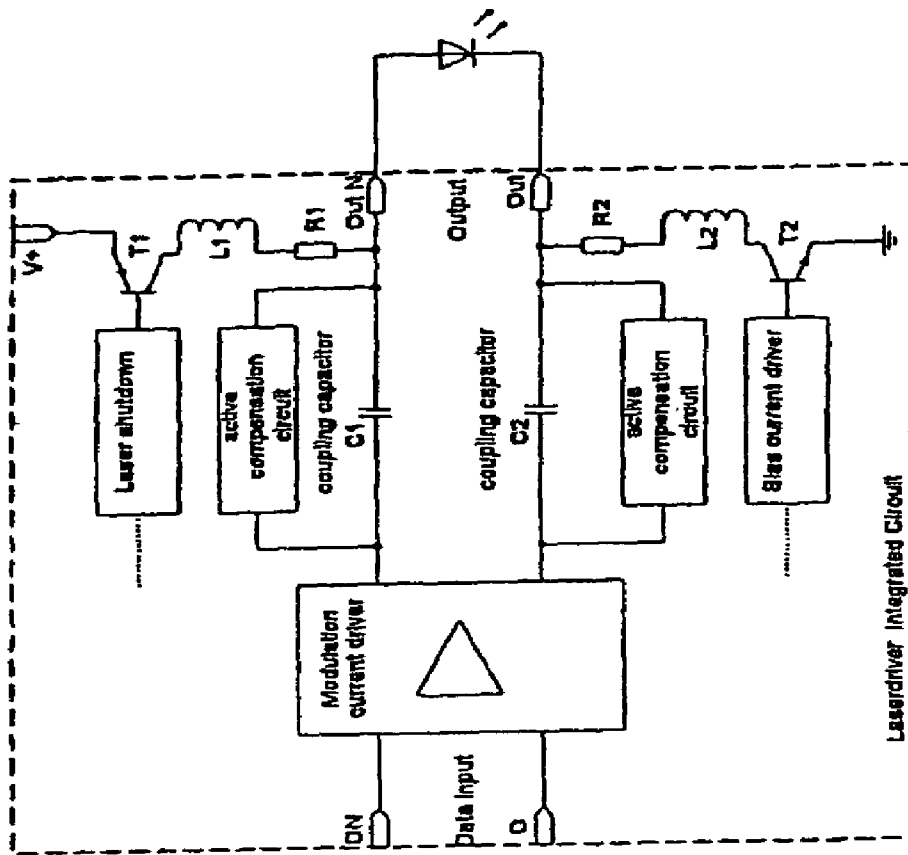 V+
T1
L1
R1
Laser shutdown
active
compensation
circuit
coupling capacitor
C1
Out N
Modulation
current driver
DN
Data Input
D
Output
Out
coupling capacitor
C2
R2
L2
T2
active
compensation
circuit
Bias current driver
Laserdriver Integrated Circuit